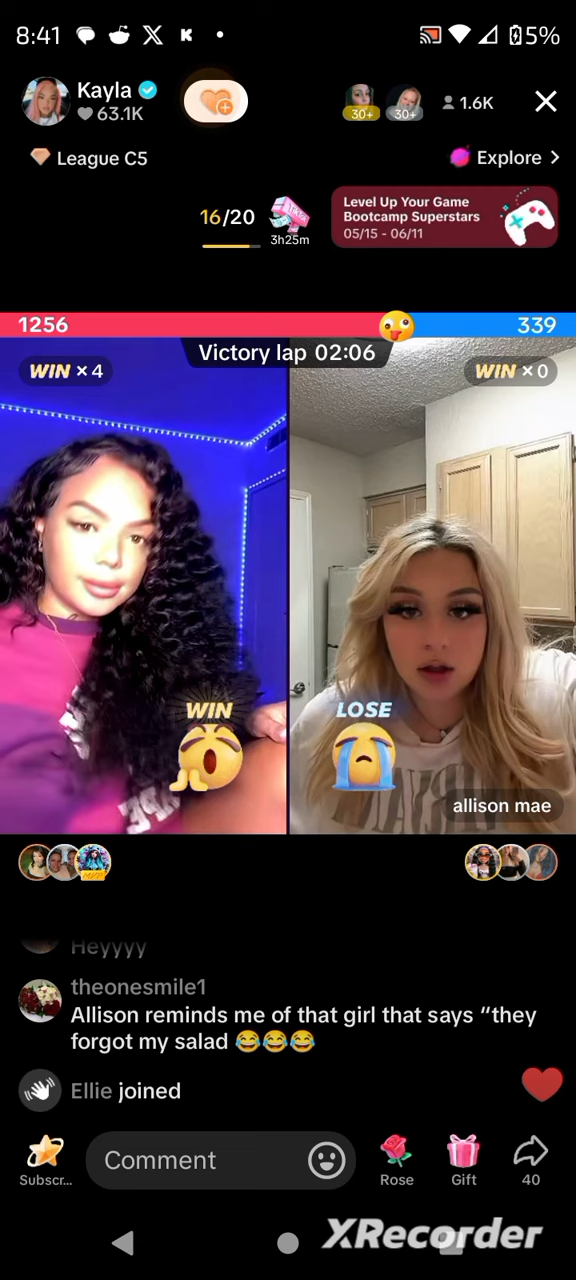 8:41
5%
Kayla
63.1K
30+
30+
1.6K
League C5
Explore
16/20
3h25m
Level Up Your Game
Bootcamp Superstars
05/15 - 06/11
1256
339
Victory lap 02:06
WIN × 4
WIN × 0
WIN
LOSE
allison mae
Heyyyy
theonesmile1
Allison reminds me of that girl that says “they
forgot my salad 😂😂😂
Ellie joined
Subscr...
Comment
Rose
Gift
40
XRecorder